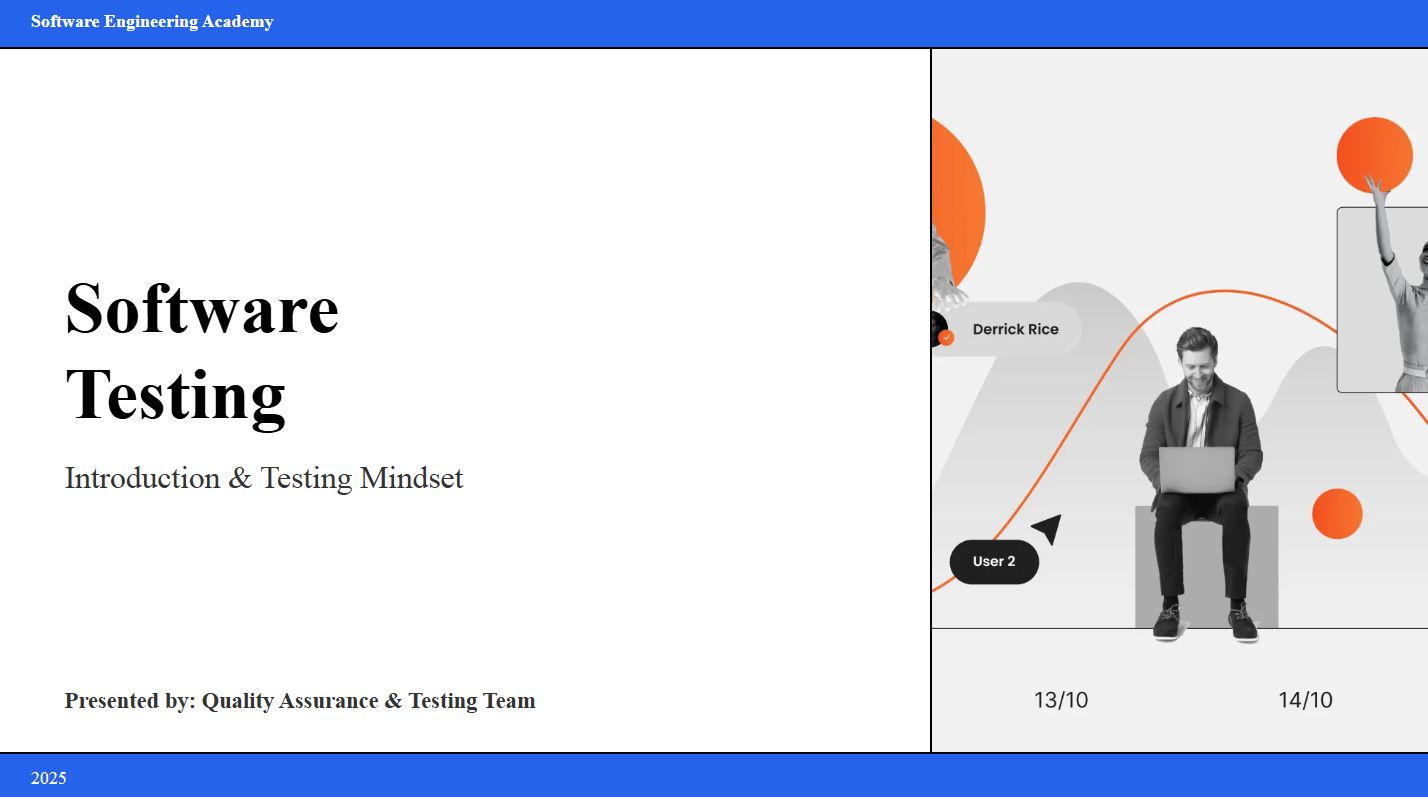 Software Engineering Academy
Software
Testing
Introduction & Testing Mindset
Presented by: Quality Assurance & Testing Team
Derrick Rice
User 2
13/10
14/10
2025